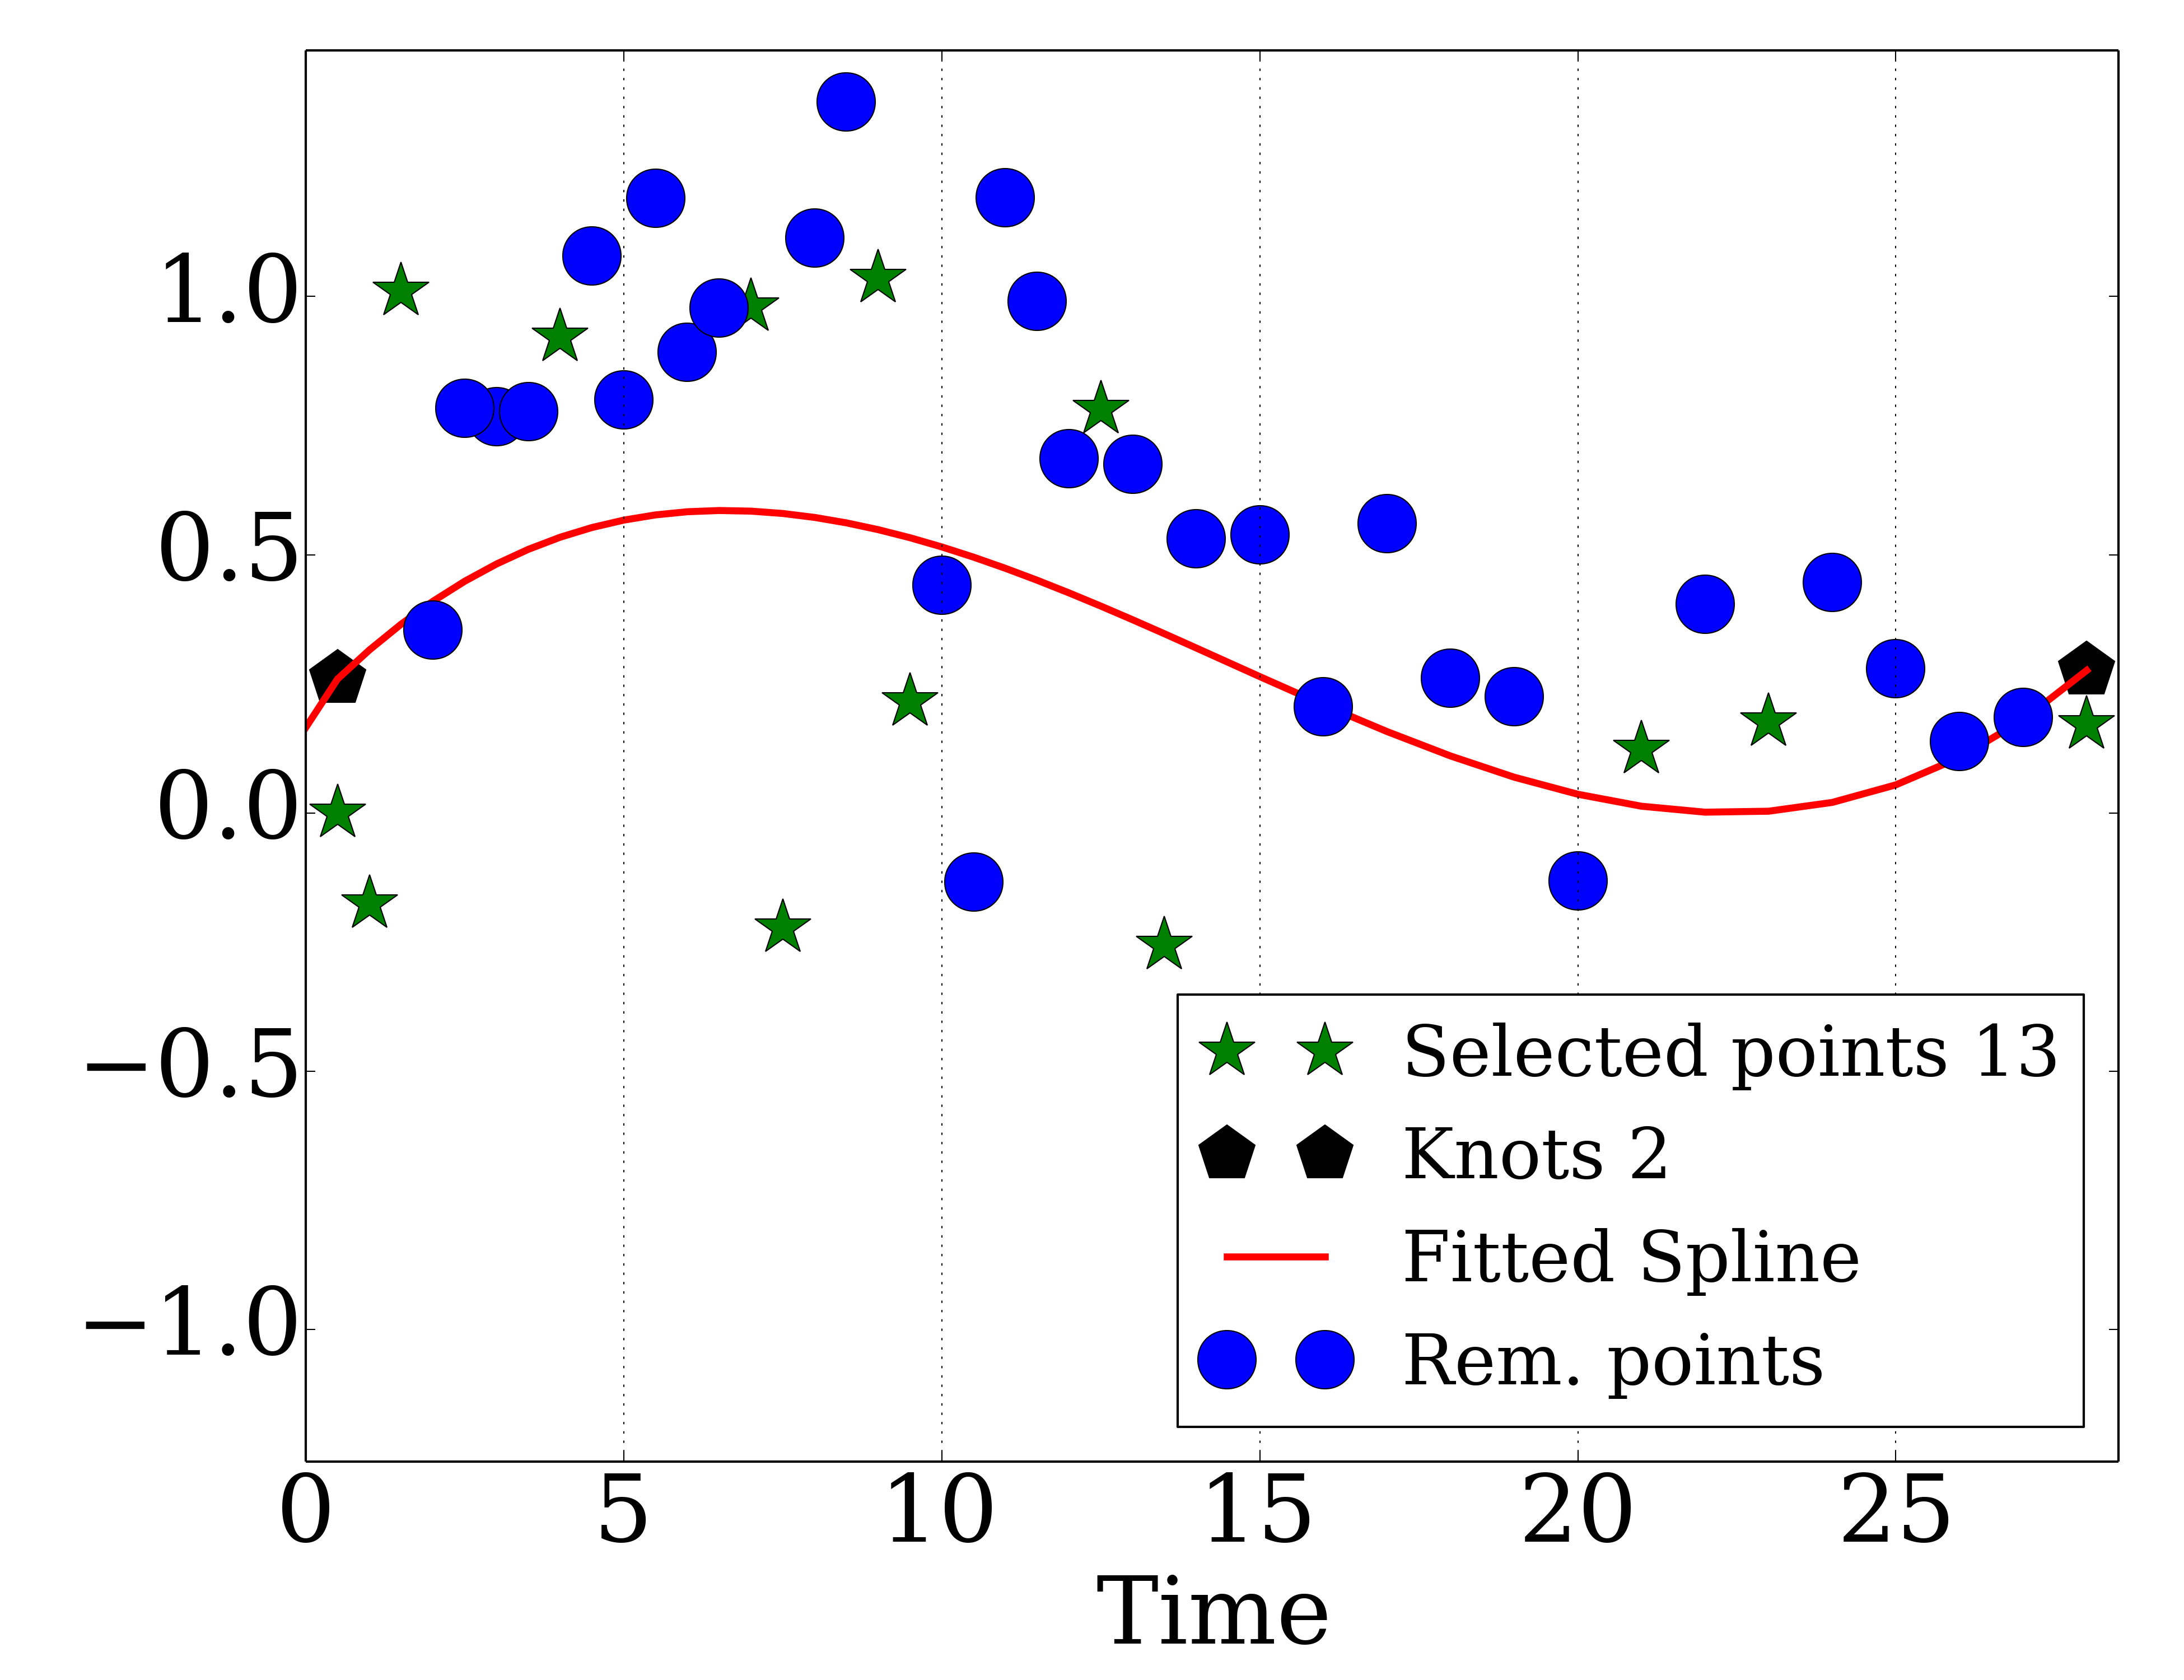 1.0
0.5
0.0
−0.5
−1.0
Selected points 13
Knots 2
Fitted Spline
Rem. points
0 5 10 15 20 25
Time